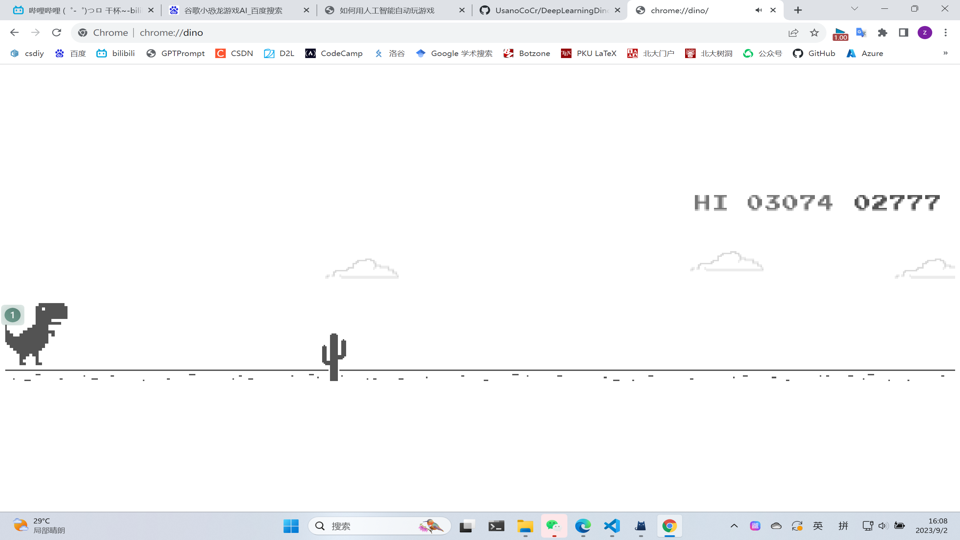 哔哩哔哩 (゜-゜)つロ 干杯~-bili
谷歌小恐龙游戏AI_百度搜索
如何用人工智能自动玩游戏
UsanoCoCr/DeepLearningDin
chrome://dino/
Chrome | chrome://dino
1.00
z
csdiy
百度
bilibili
GPTPrompt
CSDN
D2L
CodeCamp
洛谷
Google 学术搜索
Botzone
PKU LaTeX
北大门户
北大树洞
公众号
GitHub
Azure
»
HI 03074 02777
1
29°C
局部晴朗
搜索
英
拼
16:08
2023/9/2